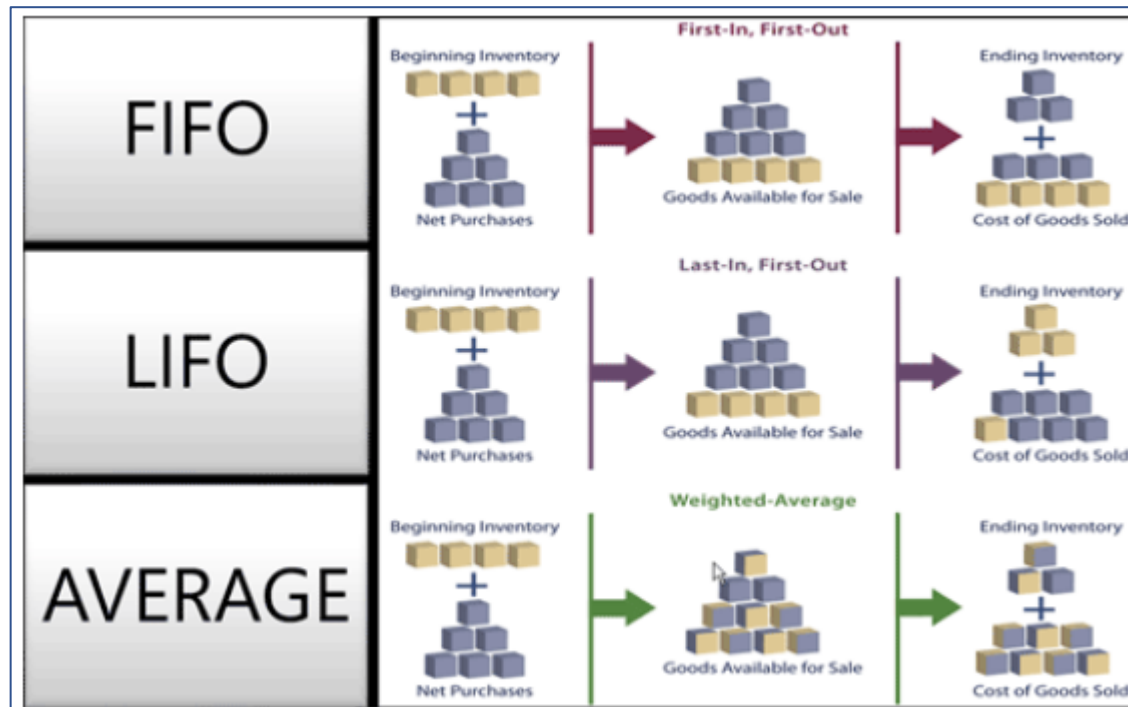 FIFO
First-In, First-Out
Beginning Inventory
Net Purchases
Goods Available for Sale
Ending Inventory
Cost of Goods Sold
LIFO
Last-In, First-Out
Beginning Inventory
Net Purchases
Goods Available for Sale
Ending Inventory
Cost of Goods Sold
AVERAGE
Weighted-Average
Beginning Inventory
Net Purchases
Goods Available for Sale
Ending Inventory
Cost of Goods Sold